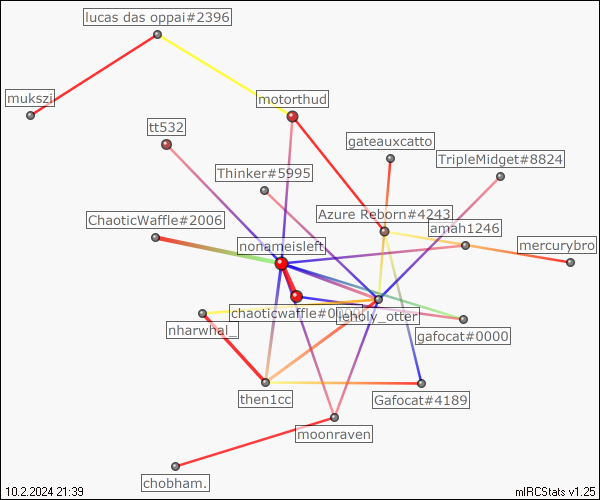 lucas das oppai#2396
mukszi
motorthud
tt532
gateauxcatto
TripleMidget#8824
Thinker#5995
ChaoticWaffle#2006
Azure Reborn#4243
amah1246
nonameisleft
mercurybro
chaoticwaffle#0
leholy_otter
nharwhal_
gafocat#0000
then1cc
Gafocat#4189
moonraven
chobham.
10.2.2024 21:39
mIRCStats v1.25